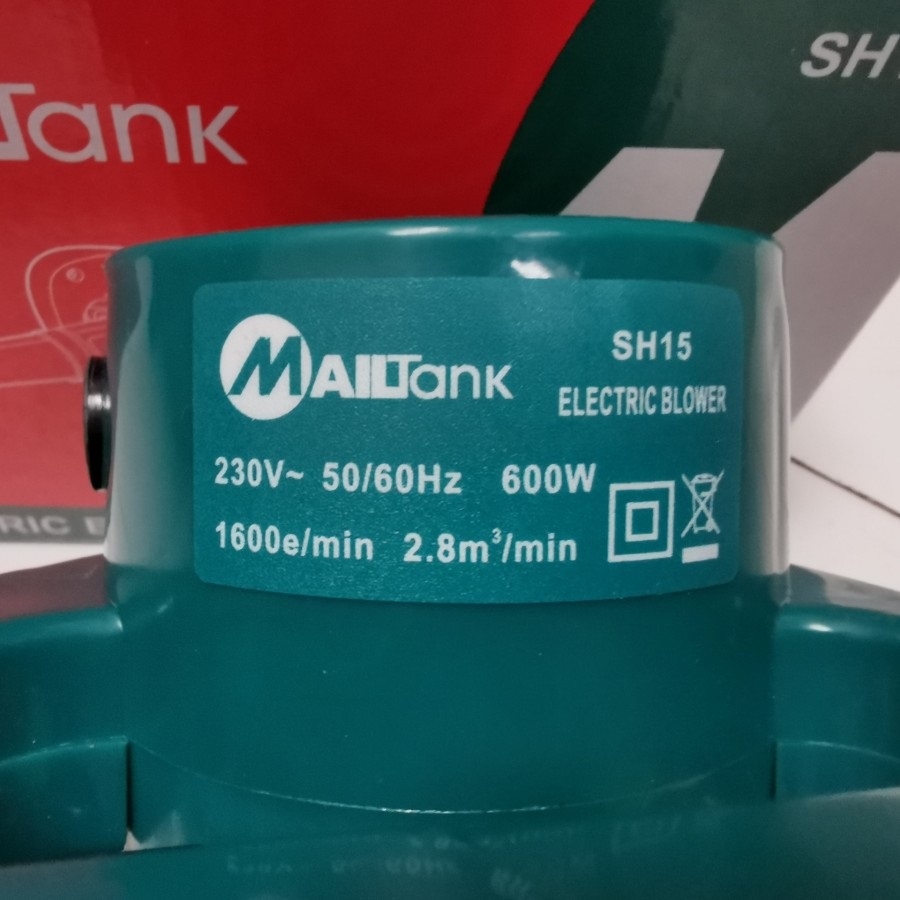 Tank
SH
MAILTank
SH15
ELECTRIC BLOWER
230V~ 50/60Hz 600W
1600e/min 2.8m³/min
RIC B